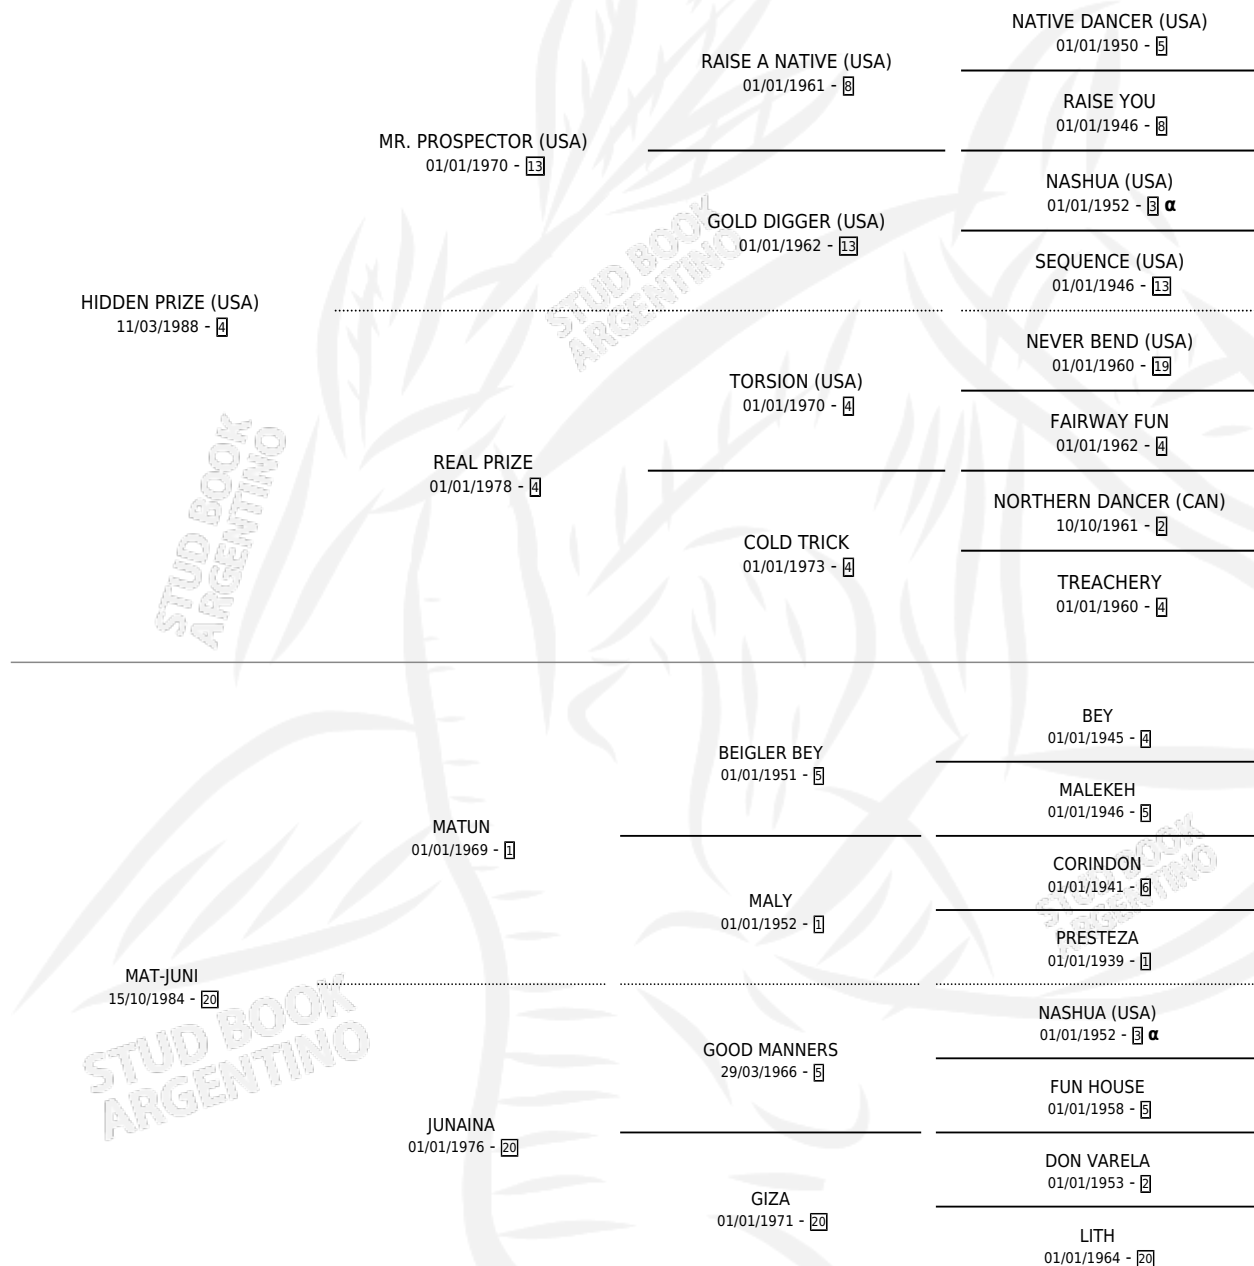 NATIVE DANCER (USA)
01/01/1950 - 5
RAISE A NATIVE (USA)
01/01/1961 - 8
RAISE YOU
01/01/1946 - 8
MR. PROSPECTOR (USA)
01/01/1970 - 13
NASHUA (USA)
01/01/1952 - 3 α
GOLD DIGGER (USA)
01/01/1962 - 13
SEQUENCE (USA)
01/01/1946 - 13
HIDDEN PRIZE (USA)
11/03/1988 - 4
NEVER BEND (USA)
01/01/1960 - 19
TORSION (USA)
01/01/1970 - 4
FAIRWAY FUN
01/01/1962 - 4
REAL PRIZE
01/01/1978 - 4
NORTHERN DANCER (CAN)
10/10/1961 - 2
COLD TRICK
01/01/1973 - 4
TREACHERY
01/01/1960 - 4
BEY
01/01/1945 - 4
BEIGLER BEY
01/01/1951 - 5
MALEKEH
01/01/1946 - 5
MATUN
01/01/1969 - 1
CORINDON
01/01/1941 - 6
MALY
01/01/1952 - 1
PRESTEZA
01/01/1939 - 1
MAT-JUNI
15/10/1984 - 20
NASHUA (USA)
01/01/1952 - 3 α
GOOD MANNERS
29/03/1966 - 5
FUN HOUSE
01/01/1958 - 5
JUNAINA
01/01/1976 - 20
DON VARELA
01/01/1953 - 2
GIZA
01/01/1971 - 20
LITH
01/01/1964 - 20
STUD BOOK
ARGENTINO
STUD BOOK
ARGENTINO
STUD BOOK
ARGENTINO
STUD BOOK
ARGENTINO